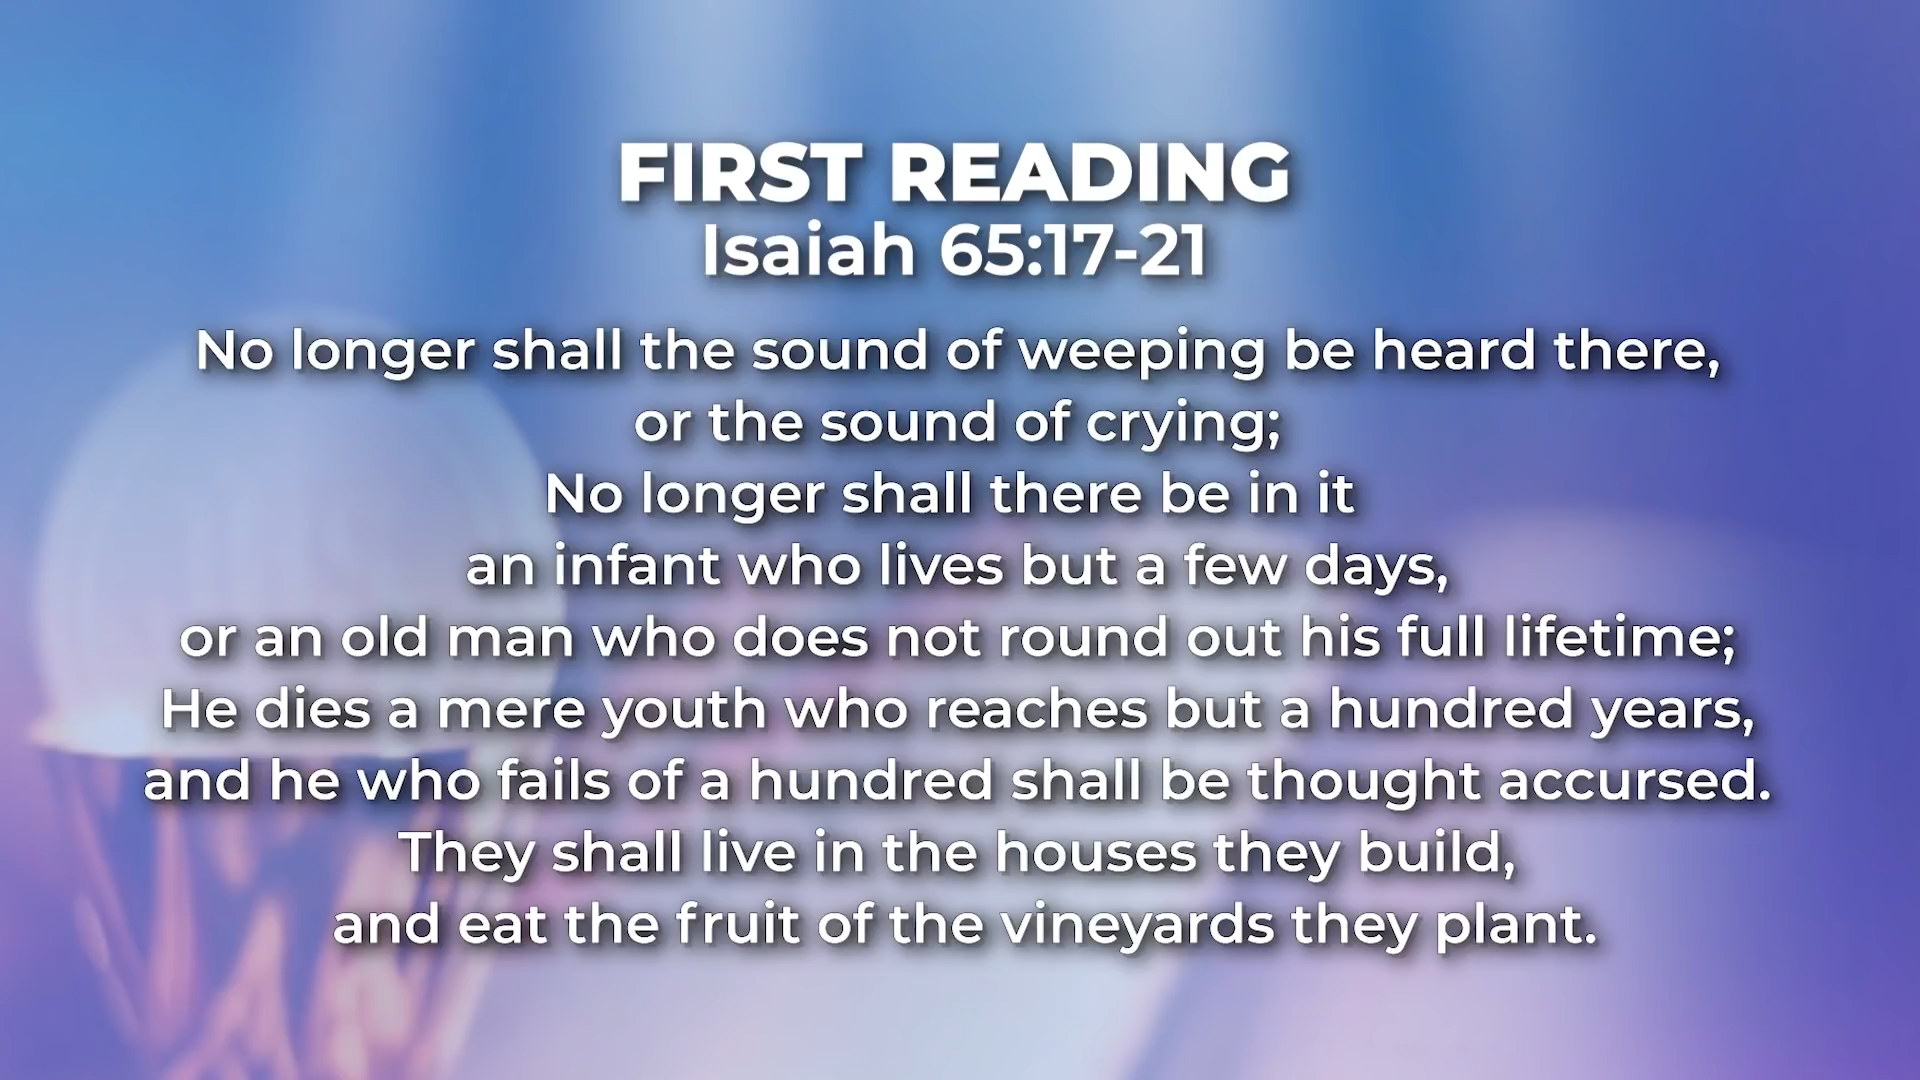 FIRST READING
Isaiah 65:17-21
No longer shall the sound of weeping be heard there,
or the sound of crying;
No longer shall there be in it
an infant who lives but a few days,
or an old man who does not round out his full lifetime;
He dies a mere youth who reaches but a hundred years,
and he who fails of a hundred shall be thought accursed.
They shall live in the houses they build,
and eat the fruit of the vineyards they plant.